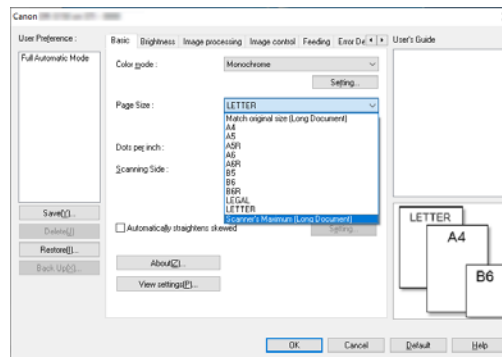 Canon
User Preference :
Full Automatic Mode
Save(Y)...
Delete(J)
Restore(I)...
Back Up(X)...
Basic Brightness Image processing Image control Feeding Error De
Color mode :
Monochrome
Setting...
Page Size :
LETTER
Match original size (Long Document)
A4
A5
A5R
A6
A6R
B5
B6
B6R
LEGAL
LETTER
Scanner's Maximum (Long Document)
Dots per inch :
Scanning Side :
Automatically straightens skewed
Setting...
About(Z)...
View settings(P)...
User's Guide
LETTER
A4
B6
OK
Cancel
Default
Help